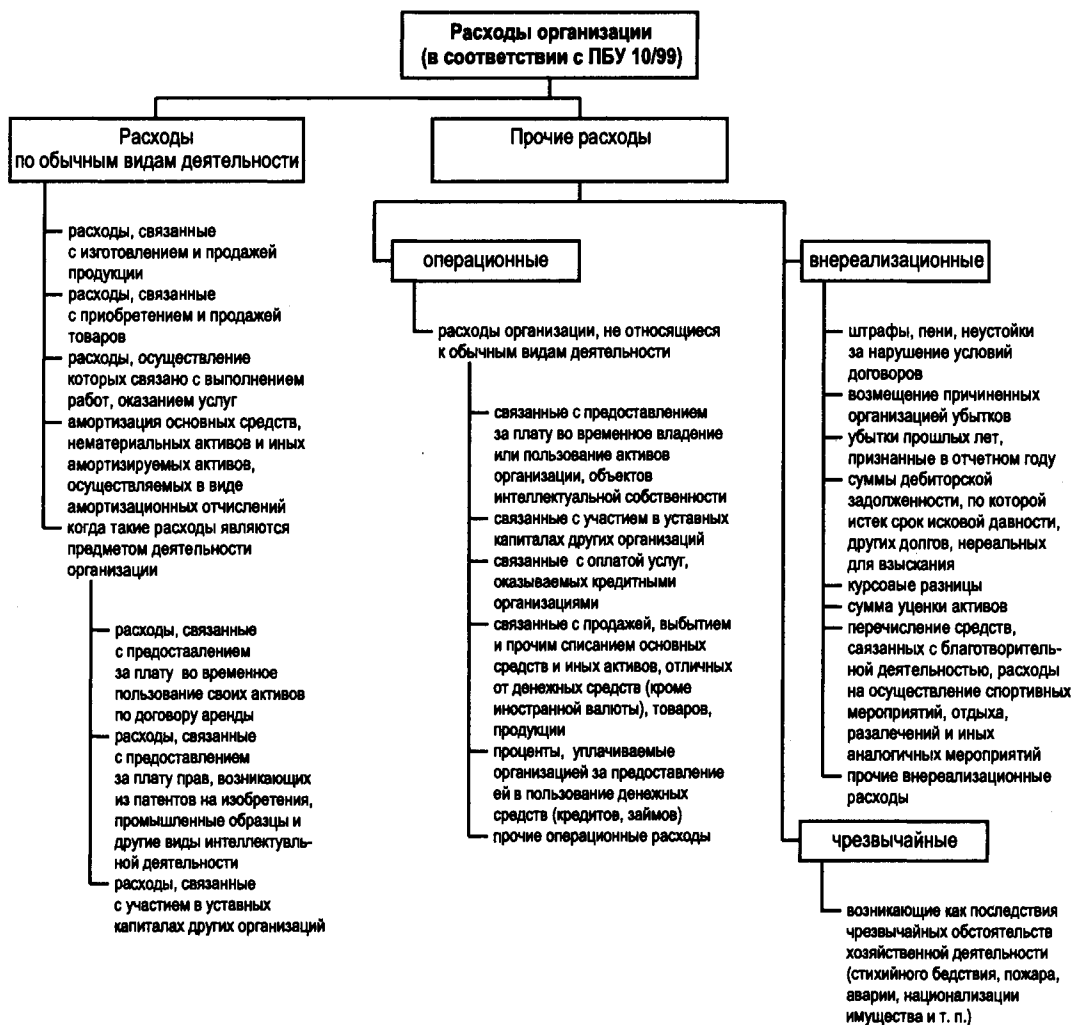 Расходы организации
(в соответствии с ПБУ 10/99)
Расходы
по обычным видам деятельности
расходы, связанные
с изготовлением и продажей
продукции
расходы, связанные
с приобретением и продажей
товаров
расходы, осуществление
которых связано с выполнением
работ, оказанием услуг
амортизация основных средств,
нематериальных активов и иных
амортизируемых активов,
осуществляемых в виде
амортизационных отчислений
когда такие расходы являются
предметом деятельности
организации
расходы, связанные
с предостаалением
за плату во временное
пользование своих активов
по договору аренды
расходы, связанные
с предоставлением
за плату прав, возникающих
из патентов на изобретения,
промышленные образцы и
другие виды интеллектувль-
ной деятельности
расходы, связанные
с участием в уставных
капиталах других организаций
Прочие расходы
операционные
расходы организации, не относящиеся
к обычным видам деятельности
связанные с предоставлением
за плату во временное владение
или пользование активов
организации, объектов
интеллектуальной собственности
связанные с участием в уставных
капиталах других организаций
связанные с оплатой услуг,
оказываемых кредитными
организациями
связанные с продажей, выбытием
и прочим списанием основных
средств и иных активов, отличных
от денежных средств (кроме
иностранной валюты), товаров,
продукции
проценты, уплачиваемые
организацией за предоставление
ей в пользование денежных
средств (кредитов, займов)
прочие операционные расходы
внереализационные
штрафы, пени, неустойки
за нарушение условий
договоров
возмещение причиненных
организацией убытков
убытки прошлых лет,
признанные в отчетном году
суммы дебиторской
задолженности, по которой
истек срок исковой давности,
других долгов, нереальных
для взыскания
курсоаые разницы
сумма уценки активов
перечисление средств,
саязанных с благотворитель-
ной деятельностью, расходы
на осуществление спортивных
мероприятий, отдыха,
разалечений и иных
аналогичных мероприятий
прочие внереализационные
расходы
чрезвычайные
возникающие как последствия
чрезвычайных обстоятельств
хозяйственной деятельности
(стихийного бедствия, пожара,
аварии, национализации
имущества и т. п.)